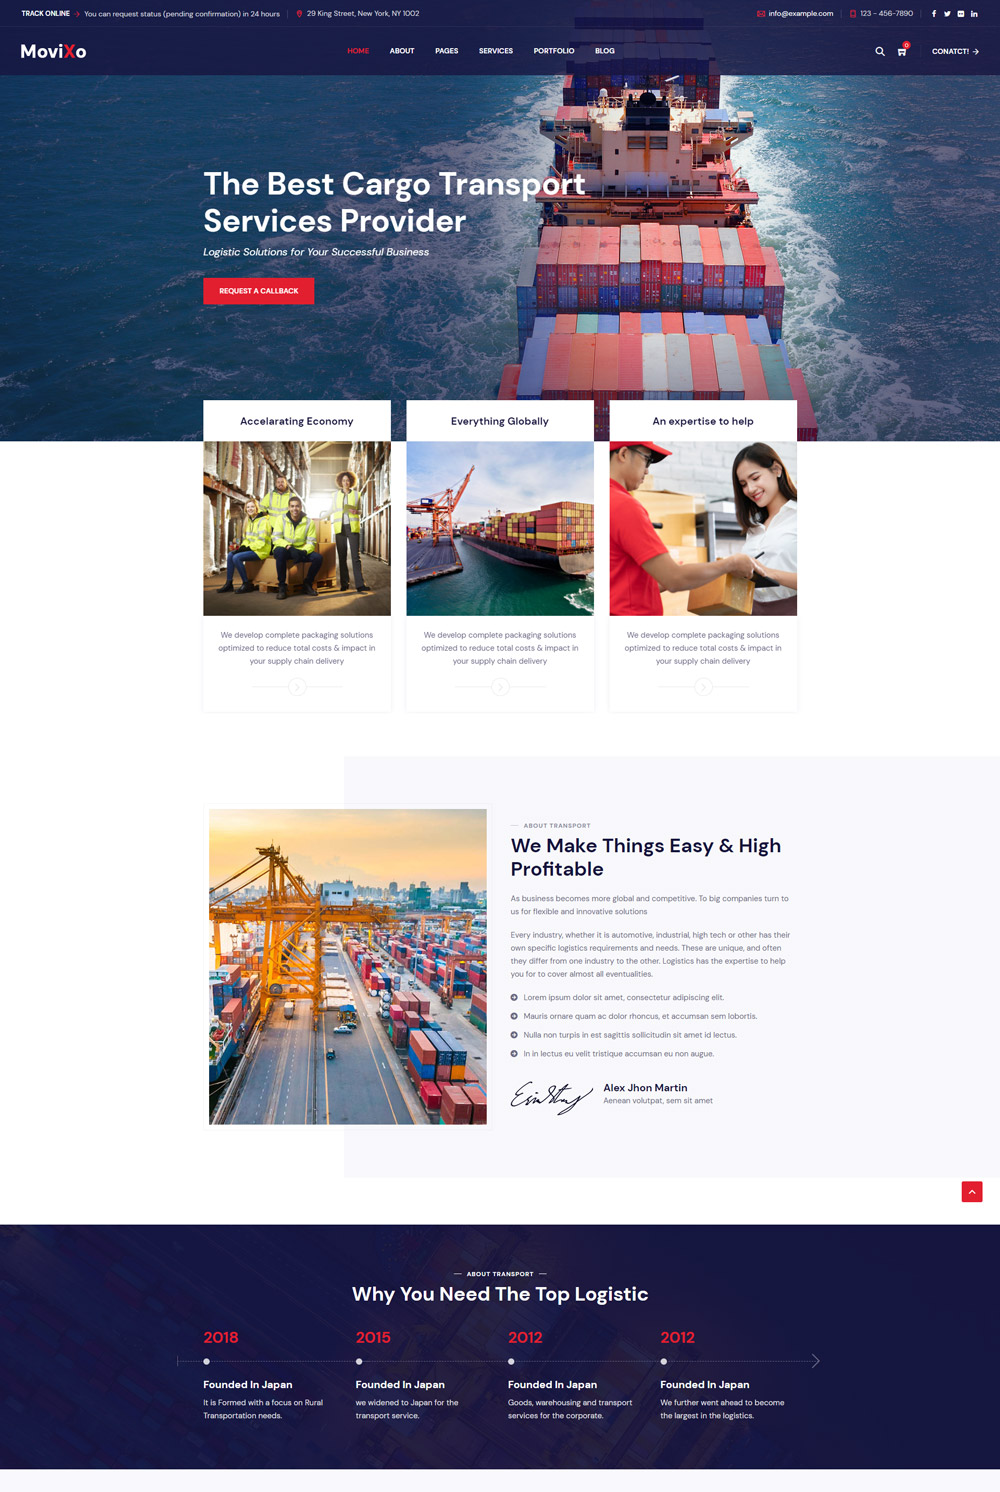 TRACK ONLINE You can request status (pending confirmation) in 24 hours 29 King Street, New York, NY 1002 info@example.com 123 - 456-7890
MoviXo HOME ABOUT PAGES SERVICES PORTFOLIO BLOG 0 CONATCT!
The Best Cargo Transport
Services Provider
Logistic Solutions for Your Successful Business
REQUEST A CALLBACK
Accelarating Economy
Everything Globally
An expertise to help
We develop complete packaging solutions
optimized to reduce total costs & impact in
your supply chain delivery
We develop complete packaging solutions
optimized to reduce total costs & impact in
your supply chain delivery
We develop complete packaging solutions
optimized to reduce total costs & impact in
your supply chain delivery
ABOUT TRANSPORT
We Make Things Easy & High
Profitable
As business becomes more global and competitive. To big companies turn to
us for flexible and innovative solutions
Every industry, whether it is automotive, industrial, high tech or other has their
own specific logistics requirements and needs. These are unique, and often
they differ from one industry to the other. Logistics has the expertise to help
you for to cover almost all eventualities.
Lorem ipsum dolor sit amet, consectetur adipiscing elit.
Mauris ornare quam ac dolor rhoncus, et accumsan sem lobortis.
Nulla non turpis in est sagittis sollicitudin sit amet id lectus.
In in lectus eu velit tristique accumsan eu non augue.
Alex Jhon Martin
Aenean volutpat, sem sit amet
ABOUT TRANSPORT
Why You Need The Top Logistic
2018
Founded In Japan
It is Formed with a focus on Rural
Transportation needs.
2015
Founded In Japan
we widened to Japan for the
transport service.
2012
Founded In Japan
Goods, warehousing and transport
services for the corporate.
2012
Founded In Japan
We further went ahead to become
the largest in the logistics.